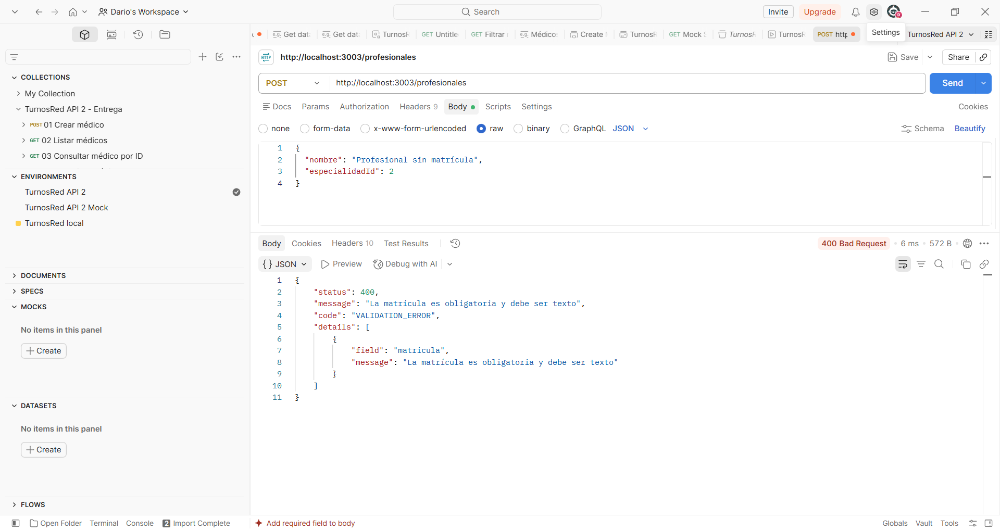 Dario's Workspace
Search
Invite
Upgrade
Settings
Get dat
Get dat
TurnosR
GET Untitle
GET Filtrar
Médico
Create
TurnosR
GET Mock
TurnosR
TurnosR
POST http
TurnosRed API 2
HTTP
http://localhost:3003/profesionales
Save
Share
POST
http://localhost:3003/profesionales
Send
Docs
Params
Authorization
Headers 9
Body
Scripts
Settings
Cookies
none
form-data
x-www-form-urlencoded
raw
binary
GraphQL
JSON
Schema
Beautify
1 {
2 "nombre": "Profesional sin matrícula",
3 "especialidadId": 2
4 }
COLLECTIONS
My Collection
TurnosRed API 2 - Entrega
POST 01 Crear médico
GET 02 Listar médicos
GET 03 Consultar médico por ID
ENVIRONMENTS
TurnosRed API 2
TurnosRed API 2 Mock
TurnosRed local
DOCUMENTS
SPECS
MOCKS
No items in this panel
Create
DATASETS
No items in this panel
Create
FLOWS
Body
Cookies
Headers 10
Test Results
400 Bad Request
6 ms
572 B
{} JSON
Preview
Debug with AI
1 {
2 "status": 400,
3 "message": "La matrícula es obligatoria y debe ser texto",
4 "code": "VALIDATION_ERROR",
5 "details": [
6 {
7 "field": "matricula",
8 "message": "La matrícula es obligatoria y debe ser texto"
9 }
10 ]
11 }
Open Folder
Terminal
Console
2 Import Complete
Add required field to body
Globals
Vault
Tools